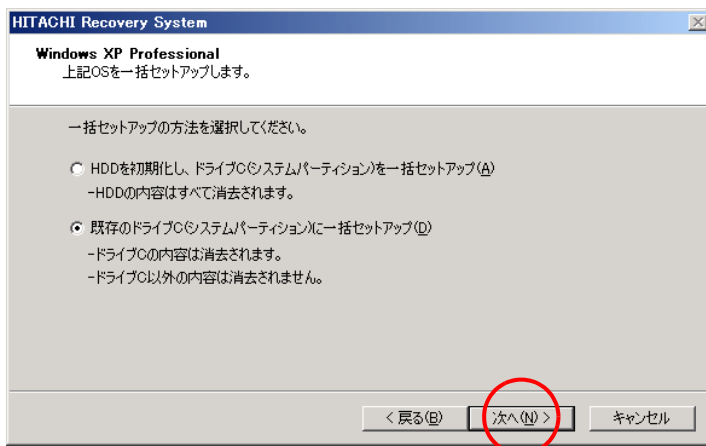 HITACHI Recovery System
Windows XP Professional
上記OSを一括セットアップします。
一括セットアップの方法を選択してください。
HDDを初期化し、ドライブC(システムパーティション)を一括セットアップ(A)
-HDDの内容はすべて消去されます。
既存のドライブC(システムパーティション)に一括セットアップ(D)
-ドライブCの内容は消去されます。
-ドライブC以外の内容は消去されません。
< 戻る(B) 次へ(N) > キャンセル